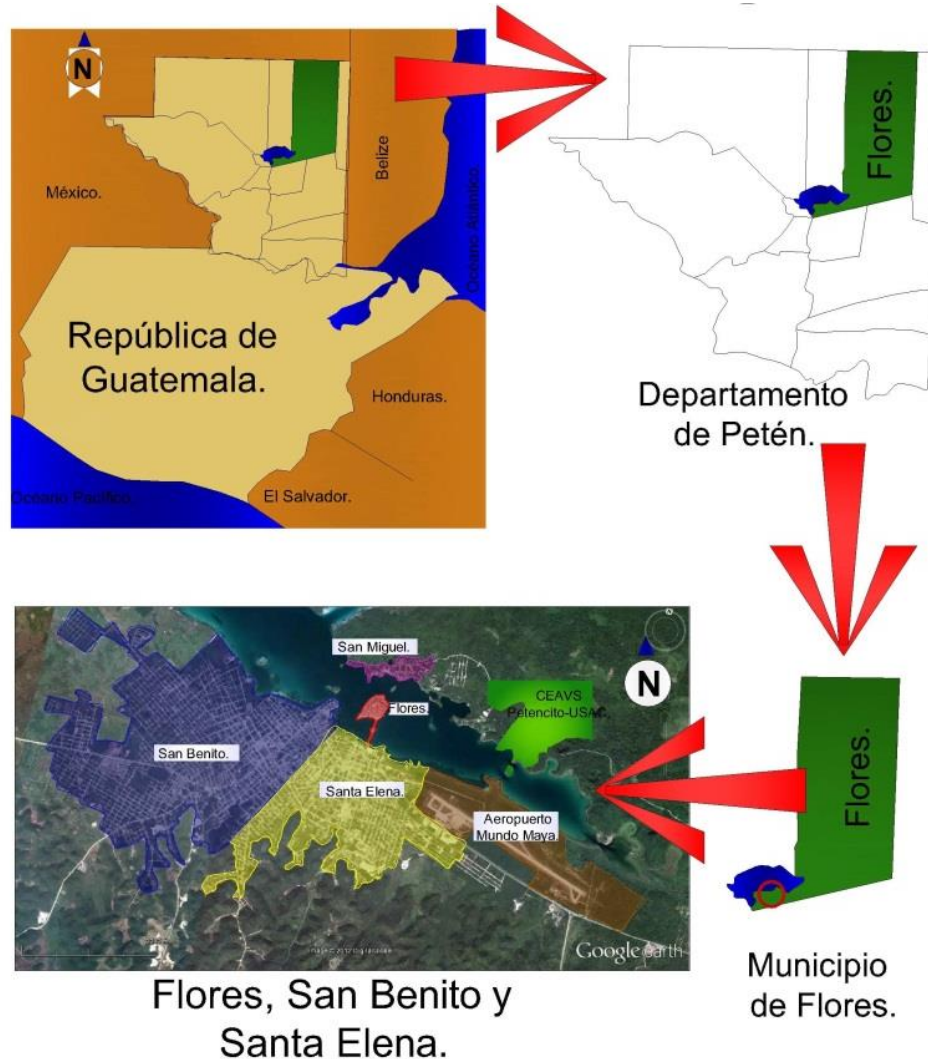 N
México.
Belize
Océano Atlántico.
República de
Guatemala.
Honduras.
Océano Pacífico.
El Salvador.
Flores.
Departamento
de Petén.
San Miguel.
N
Flores.
CEAVS
Petencito-USAC.
San Benito.
Santa Elena.
Aeropuerto
Mundo Maya.
Google earth
Flores, San Benito y
Santa Elena.
Flores.
Municipio
de Flores.